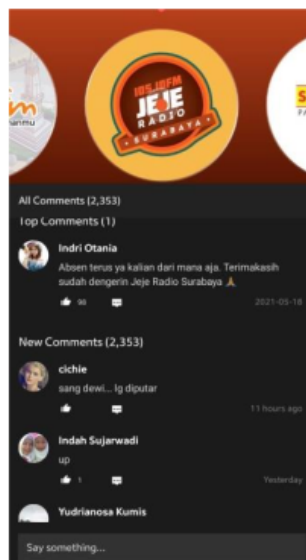 105.10FM
JEJE
RADIO
SURABAYA
All Comments (2,353)
Top Comments (1)
Indri Otania
Absen terus ya kalian dari mana aja. Terimakasih
sudah dengerin Jeje Radio Surabaya 🙏
98
2021-05-18
New Comments (2,353)
cichie
sang dewi... lg diputar
11 hours ago
Indah Sujarwadi
up
1
Yesterday
Yudrianosa Kumis
Say something...